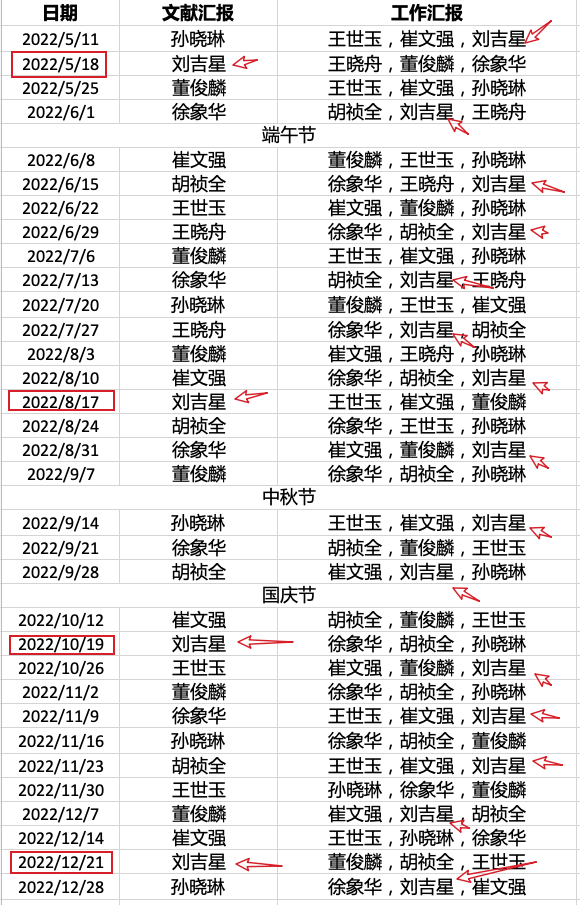 日期 文献汇报 工作汇报
2022/5/11 孙晓琳 王世玉，崔文强，刘吉星
2022/5/18 刘吉星 王晓舟，董俊麟，徐象华
2022/5/25 董俊麟 王世玉，崔文强，孙晓琳
2022/6/1 徐象华 胡祯全，刘吉星，王晓舟
端午节
2022/6/8 崔文强 董俊麟，王世玉，孙晓琳
2022/6/15 胡祯全 徐象华，王晓舟，刘吉星
2022/6/22 王世玉 崔文强，董俊麟，孙晓琳
2022/6/29 王晓舟 徐象华，胡祯全，刘吉星
2022/7/6 董俊麟 王世玉，崔文强，孙晓琳
2022/7/13 徐象华 胡祯全，刘吉星，王晓舟
2022/7/20 孙晓琳 董俊麟，王世玉，崔文强
2022/7/27 王晓舟 徐象华，刘吉星，胡祯全
2022/8/3 董俊麟 崔文强，王晓舟，孙晓琳
2022/8/10 崔文强 徐象华，胡祯全，刘吉星
2022/8/17 刘吉星 王世玉，崔文强，董俊麟
2022/8/24 胡祯全 徐象华，王世玉，孙晓琳
2022/8/31 徐象华 崔文强，董俊麟，刘吉星
2022/9/7 董俊麟 徐象华，胡祯全，孙晓琳
中秋节
2022/9/14 孙晓琳 王世玉，崔文强，刘吉星
2022/9/21 徐象华 胡祯全，董俊麟，王世玉
2022/9/28 胡祯全 崔文强，刘吉星，孙晓琳
国庆节
2022/10/12 崔文强 胡祯全，董俊麟，王世玉
2022/10/19 刘吉星 徐象华，胡祯全，孙晓琳
2022/10/26 王世玉 崔文强，董俊麟，刘吉星
2022/11/2 董俊麟 徐象华，胡祯全，孙晓琳
2022/11/9 徐象华 王世玉，崔文强，刘吉星
2022/11/16 孙晓琳 徐象华，胡祯全，董俊麟
2022/11/23 胡祯全 王世玉，崔文强，刘吉星
2022/11/30 王世玉 孙晓琳，徐象华，董俊麟
2022/12/7 董俊麟 崔文强，刘吉星，胡祯全
2022/12/14 崔文强 王世玉，孙晓琳，徐象华
2022/12/21 刘吉星 董俊麟，胡祯全，王世玉
2022/12/28 孙晓琳 徐象华，刘吉星，崔文强